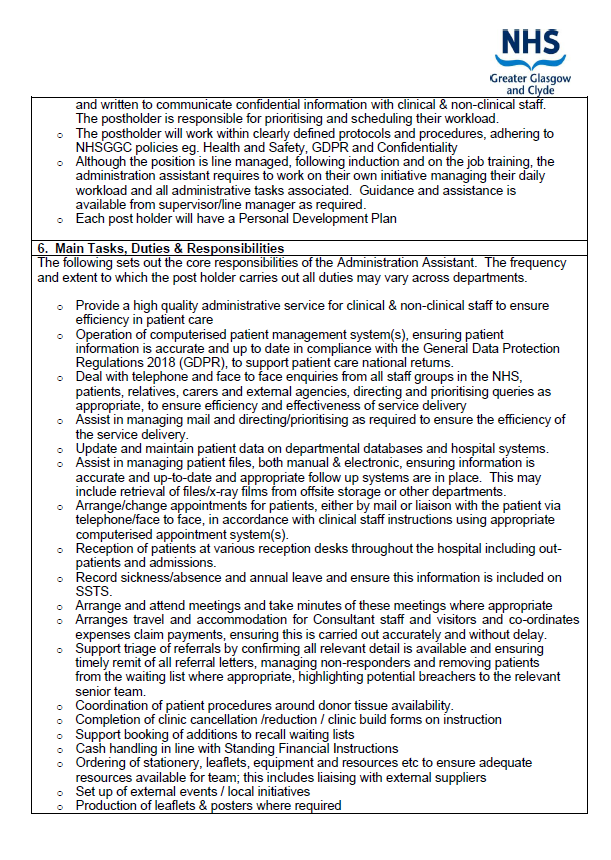 NHS
Greater Glasgow
and Clyde
and written to communicate confidential information with clinical & non-clinical staff.
The postholder is responsible for prioritising and scheduling their workload.
o The postholder will work within clearly defined protocols and procedures, adhering to
NHSGGC policies eg. Health and Safety, GDPR and Confidentiality
o Although the position is line managed, following induction and on the job training, the
administration assistant requires to work on their own initiative managing their daily
workload and all administrative tasks associated. Guidance and assistance is
available from supervisor/line manager as required.
o Each post holder will have a Personal Development Plan
6. Main Tasks, Duties & Responsibilities
The following sets out the core responsibilities of the Administration Assistant. The frequency
and extent to which the post holder carries out all duties may vary across departments.
o Provide a high quality administrative service for clinical & non-clinical staff to ensure
efficiency in patient care
o Operation of computerised patient management system(s), ensuring patient
information is accurate and up to date in compliance with the General Data Protection
Regulations 2018 (GDPR), to support patient care national returns.
o Deal with telephone and face to face enquiries from all staff groups in the NHS,
patients, relatives, carers and external agencies, directing and prioritising queries as
appropriate, to ensure efficiency and effectiveness of service delivery
o Assist in managing mail and directing/prioritising as required to ensure the efficiency of
the service delivery.
o Update and maintain patient data on departmental databases and hospital systems.
o Assist in managing patient files, both manual & electronic, ensuring information is
accurate and up-to-date and appropriate follow up systems are in place. This may
include retrieval of files/x-ray films from offsite storage or other departments.
o Arrange/change appointments for patients, either by mail or liaison with the patient via
telephone/face to face, in accordance with clinical staff instructions using appropriate
computerised appointment system(s).
o Reception of patients at various reception desks throughout the hospital including out-
patients and admissions.
o Record sickness/absence and annual leave and ensure this information is included on
SSTS.
o Arrange and attend meetings and take minutes of these meetings where appropriate
o Arranges travel and accommodation for Consultant staff and visitors and co-ordinates
expenses claim payments, ensuring this is carried out accurately and without delay.
o Support triage of referrals by confirming all relevant detail is available and ensuring
timely remit of all referral letters, managing non-responders and removing patients
from the waiting list where appropriate, highlighting potential breaches to the relevant
senior team.
o Coordination of patient procedures around donor tissue availability.
o Completion of clinic cancellation /reduction / clinic build forms on instruction
o Support booking of additions to recall waiting lists
o Cash handling in line with Standing Financial Instructions
o Ordering of stationery, leaflets, equipment and resources etc to ensure adequate
resources available for team; this includes liaising with external suppliers
o Set up of external events / local initiatives
o Production of leaflets & posters where required